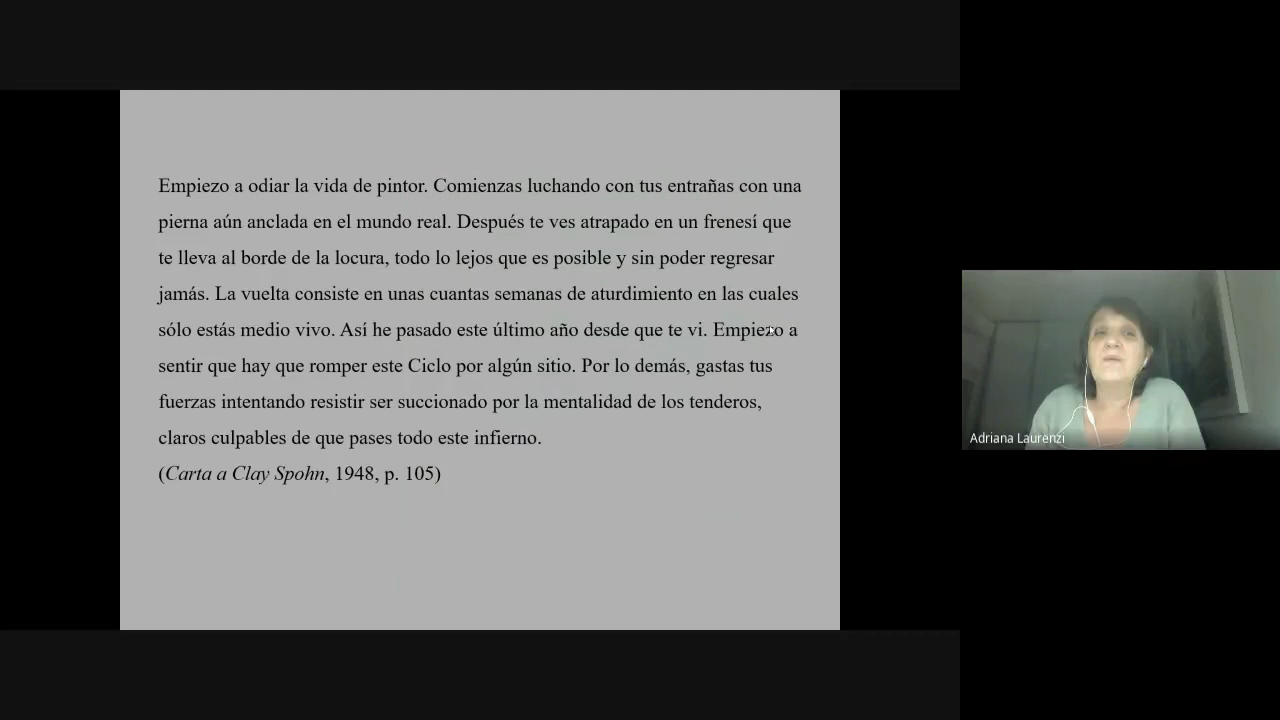 Empiezo a odiar la vida de pintor. Comienzas luchando con tus entrañas con una
pierna aún anclada en el mundo real. Después te ves atrapado en un frenesí que
te lleva al borde de la locura, todo lo lejos que es posible y sin poder regresar
jamás. La vuelta consiste en unas cuantas semanas de aturdimiento en las cuales
sólo estás medio vivo. Así he pasado este último año desde que te vi. Empiezo a
sentir que hay que romper este Ciclo por algún sitio. Por lo demás, gastas tus
fuerzas intentando resistir ser succionado por la mentalidad de los tenderos,
claros culpables de que pases todo este infierno.
(Carta a Clay Spohn, 1948, p. 105)
Adriana Laurenzi